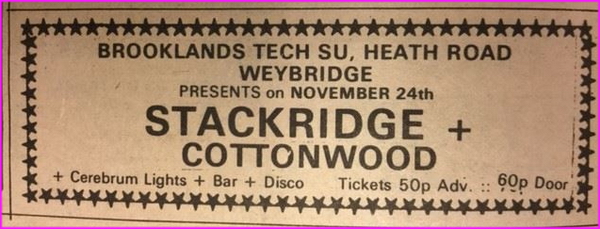 BROOKLANDS TECH SU, HEATH ROAD
WEYBRIDGE
PRESENTS on NOVEMBER 24th
STACKRIDGE +
COTTONWOOD
+ Cerebrum Lights + Bar + Disco Tickets 50p Adv. :: 60p Door